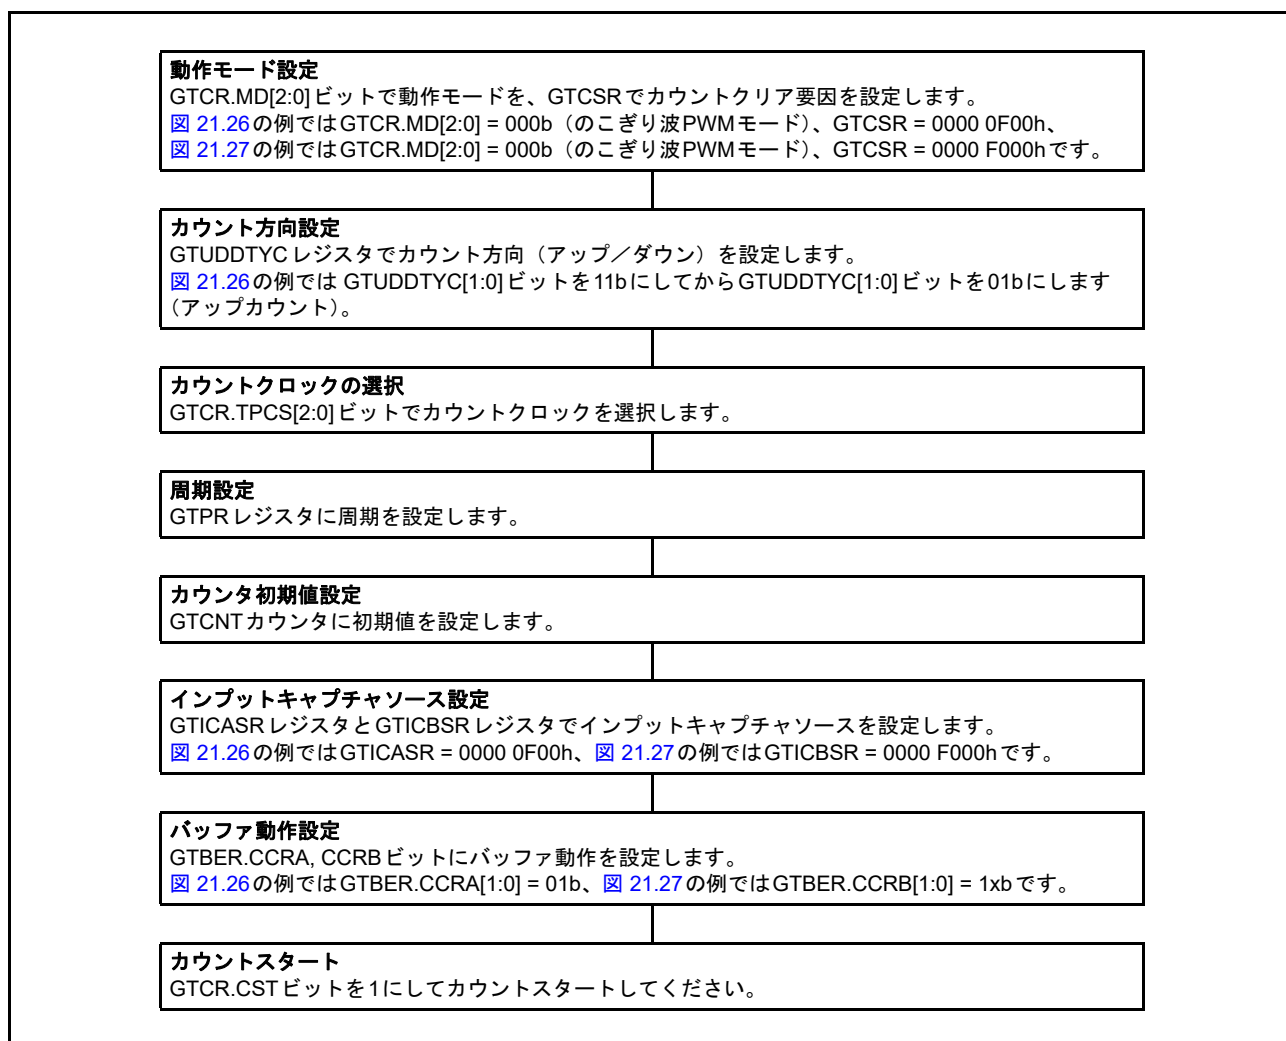 動作モード設定
GTCR.MD[2:0]ビットで動作モードを、GTCSRでカウントクリア要因を設定します。
図 21.26の例ではGTCR.MD[2:0] = 000b（のこぎり波PWMモード）、GTCSR = 0000 0F00h、
図 21.27の例ではGTCR.MD[2:0] = 000b（のこぎり波PWMモード）、GTCSR = 0000 F000hです。
カウント方向設定
GTUDDTYCレジスタでカウント方向（アップ／ダウン）を設定します。
図 21.26の例では GTUDDTYC[1:0]ビットを11bにしてからGTUDDTYC[1:0]ビットを01bにします
（アップカウント）。
カウントクロックの選択
GTCR.TPCS[2:0]ビットでカウントクロックを選択します。
周期設定
GTPRレジスタに周期を設定します。
カウンタ初期値設定
GTCNTカウンタに初期値を設定します。
インプットキャプチャソース設定
GTICASRレジスタとGTICBSRレジスタでインプットキャプチャソースを設定します。
図 21.26の例ではGTICASR = 0000 0F00h、図 21.27の例ではGTICBSR = 0000 F000hです。
バッファ動作設定
GTBER.CCRA, CCRBビットにバッファ動作を設定します。
図 21.26の例ではGTBER.CCRA[1:0] = 01b、図 21.27の例ではGTBER.CCRB[1:0] = 1xbです。
カウントスタート
GTCR.CSTビットを1にしてカウントスタートしてください。